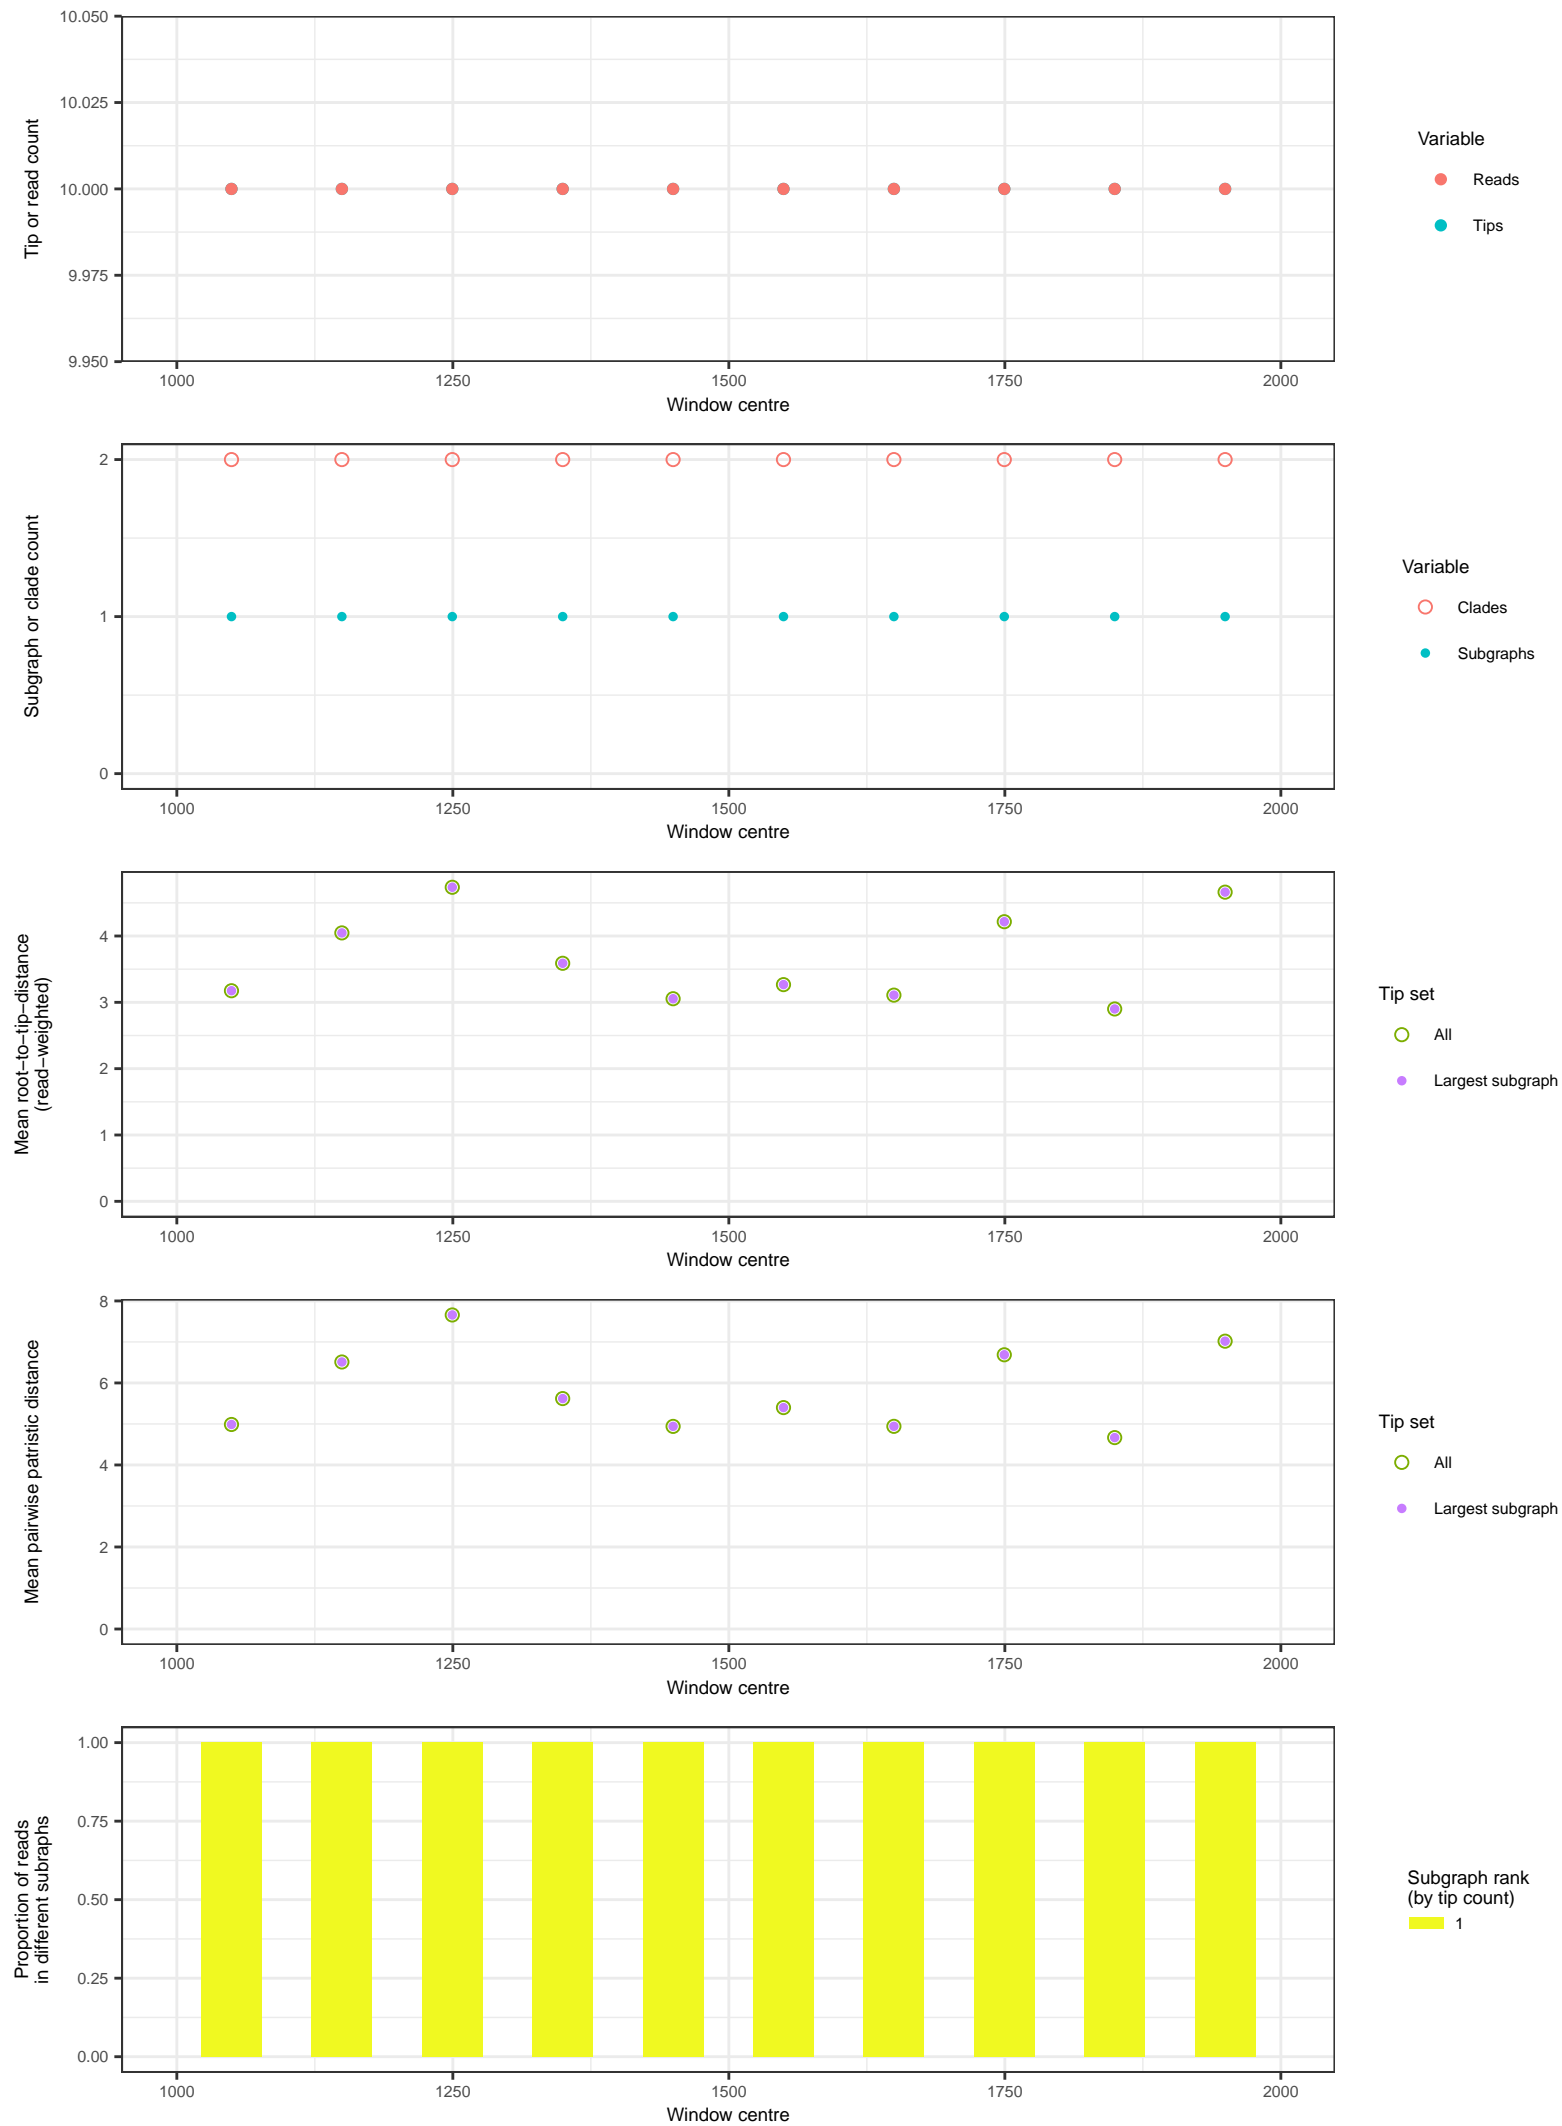 10.050
10.025
10.000
9.975
9.950
Tip or read count
1000 1250 1500 1750 2000
Window centre
Variable
Reads
Tips
2
1
0
Subgraph or clade count
1000 1250 1500 1750 2000
Window centre
Variable
Clades
Subgraphs
4
3
2
1
0
Mean root−to−tip−distance
(read−weighted)
1000 1250 1500 1750 2000
Window centre
Tip set
All
Largest subgraph
8
6
4
2
0
Mean pairwise patristic distance
1000 1250 1500 1750 2000
Window centre
Tip set
All
Largest subgraph
1.00
0.75
0.50
0.25
0.00
Proportion of reads
in different subraphs
1000 1250 1500 1750 2000
Window centre
Subgraph rank
(by tip count)
1